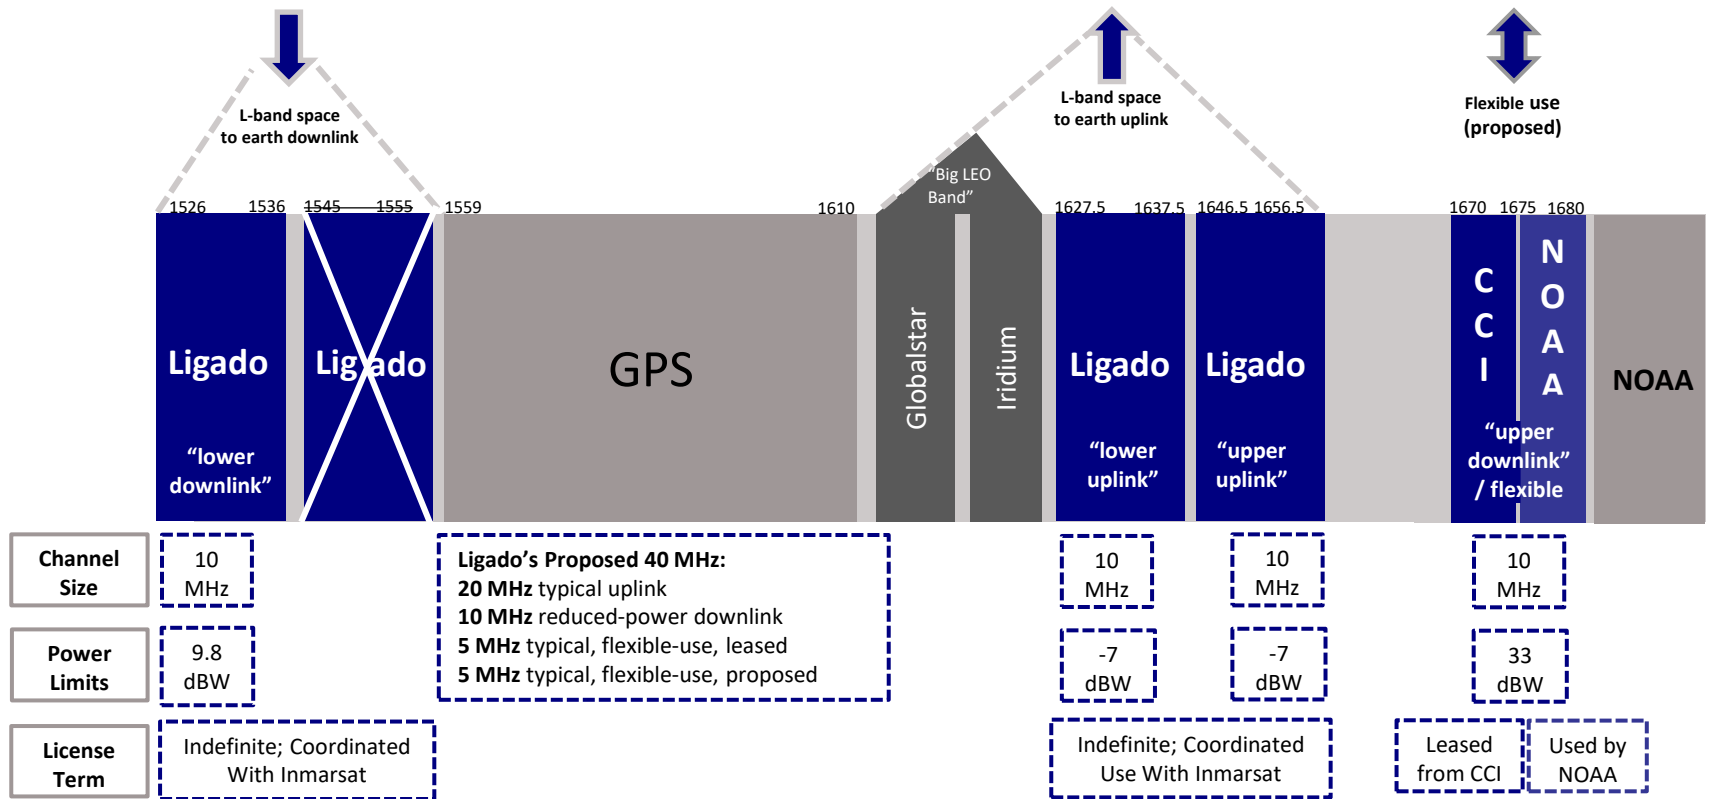 L-band space
to earth downlink
L-band space
to earth uplink
Flexible use
(proposed)
"Big LEO
Band"
1526
1536
1545
1555
1559
1610
1627.5
1637.5
1646.5
1656.5
1670
1675
1680
Ligado
"lower
downlink"
Ligado
GPS
Globalstar
Iridium
Ligado
"lower
uplink"
Ligado
"upper
uplink"
C
C
I
N
O
A
A
"upper
downlink"
/ flexible
NOAA
Channel
Size
10
MHz
Ligado's Proposed 40 MHz:
20 MHz typical uplink
10 MHz reduced-power downlink
5 MHz typical, flexible-use, leased
5 MHz typical, flexible-use, proposed
10
MHz
10
MHz
10
MHz
Power
Limits
9.8
dBW
-7
dBW
-7
dBW
33
dBW
License
Term
Indefinite; Coordinated
With Inmarsat
Indefinite; Coordinated
Use With Inmarsat
Leased
from CCI
Used by
NOAA